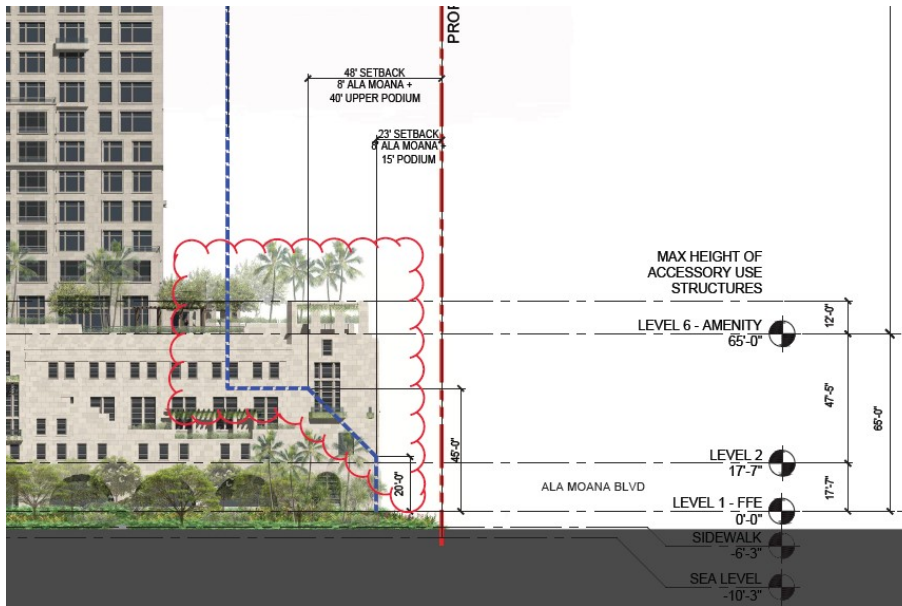 PROP
48' SETBACK
8' ALA MOANA +
40' UPPER PODIUM
23' SETBACK
8' ALA MOANA
15' PODIUM
MAX HEIGHT OF
ACCESSORY USE
STRUCTURES
12'-0"
LEVEL 6 - AMENITY
65'-0"
47'-5"
65'-0"
45'-0"
LEVEL 2
17'-7"
20'-0"
ALA MOANA BLVD
17'-7"
LEVEL 1 - FFE
0'-0"
SIDEWALK
-6'-3"
SEA LEVEL
-10'-3"